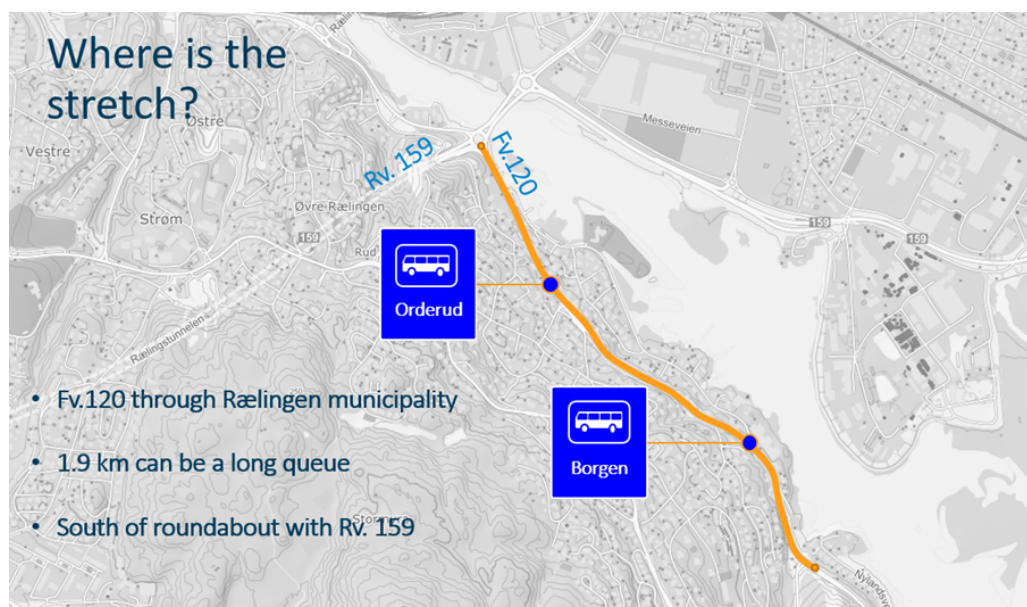 Where is the
stretch?
Østre
Vestre
Strøm
Øvre Rælingen
159
Rud
Rv. 159
Fv.120
Messeveien
159
159
Orderud
Rælingstunnelen
Borgen
• Fv.120 through Rælingen municipality
• 1.9 km can be a long queue
• South of roundabout with Rv. 159